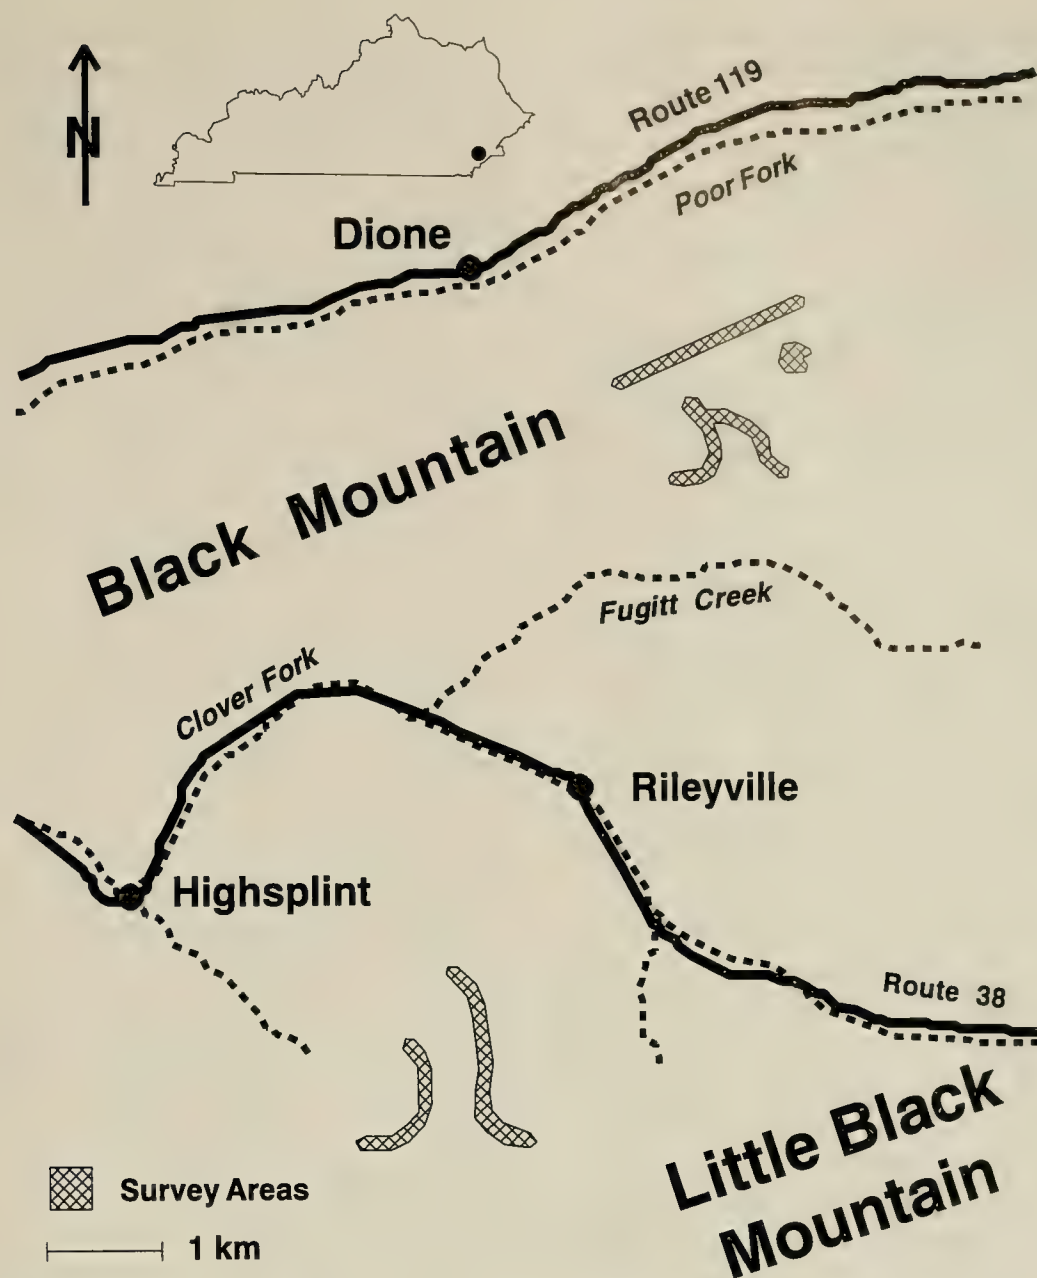 N
Route 119
Poor Fork
Dione
Black Mountain
Fugitt Creek
Clover Fork
Rileyville
Highsplint
Route 38
Little Black
Mountain
Survey Areas
1 km